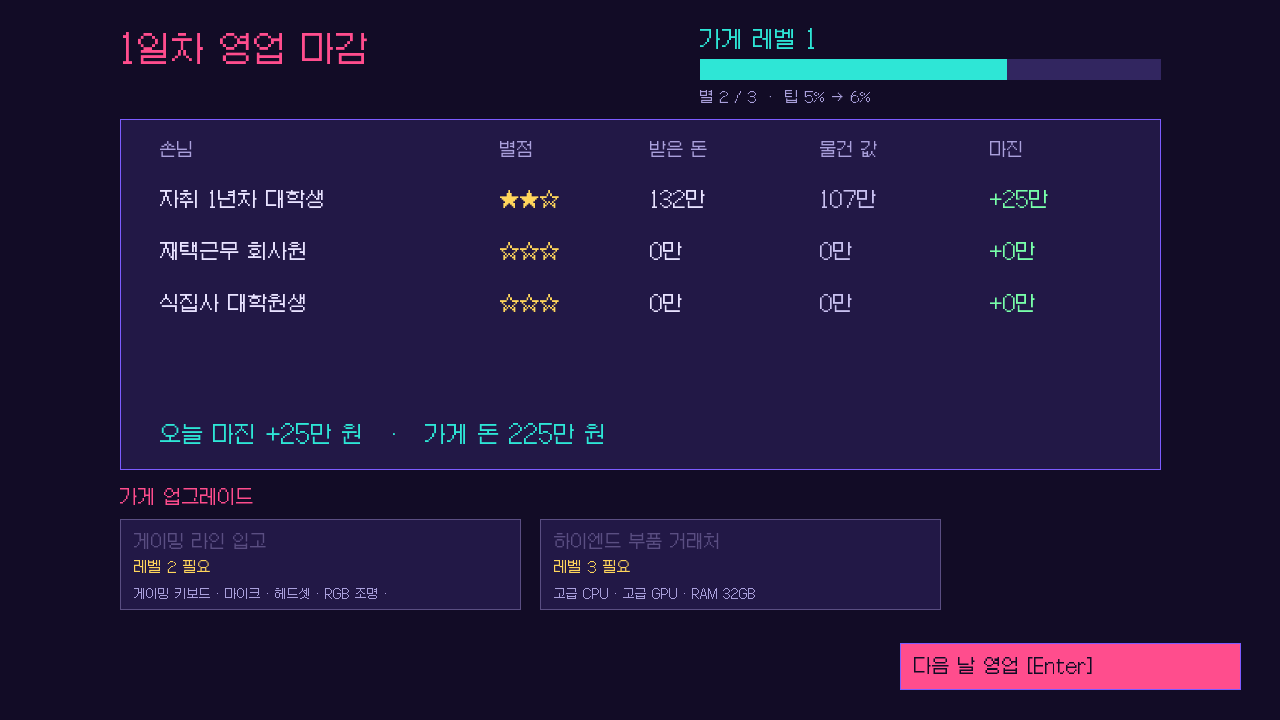 1일차 영업 마감
가게 레벨 1
별 2 / 3 · 팁 5% → 6%
손님 별점 받은 돈 물건 값 마진
자취 1년차 대학생 ★★☆ 132만 107만 +25만
재택근무 회사원 ☆☆☆ 0만 0만 +0만
식집사 대학원생 ☆☆☆ 0만 0만 +0만
오늘 마진 +25만 원 · 가게 돈 225만 원
가게 업그레이드
게이밍 라인 입고
레벨 2 필요
게이밍 키보드 · 마이크 · 헤드셋 · RGB 조명 ·
하이엔드 부품 거래처
레벨 3 필요
고급 CPU · 고급 GPU · RAM 32GB
다음 날 영업 [Enter]